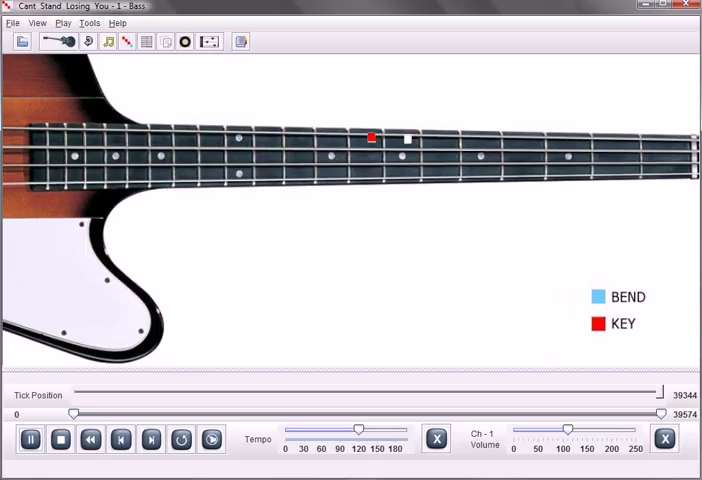 Cant Stand Losing You - 1 - Bass
File View Play Tools Help
BEND
KEY
Tick Position 39344
0 39574
Tempo
0 30 60 90 120 150 180
X
Ch - 1
Volume
0 50 100 150 200 250
X